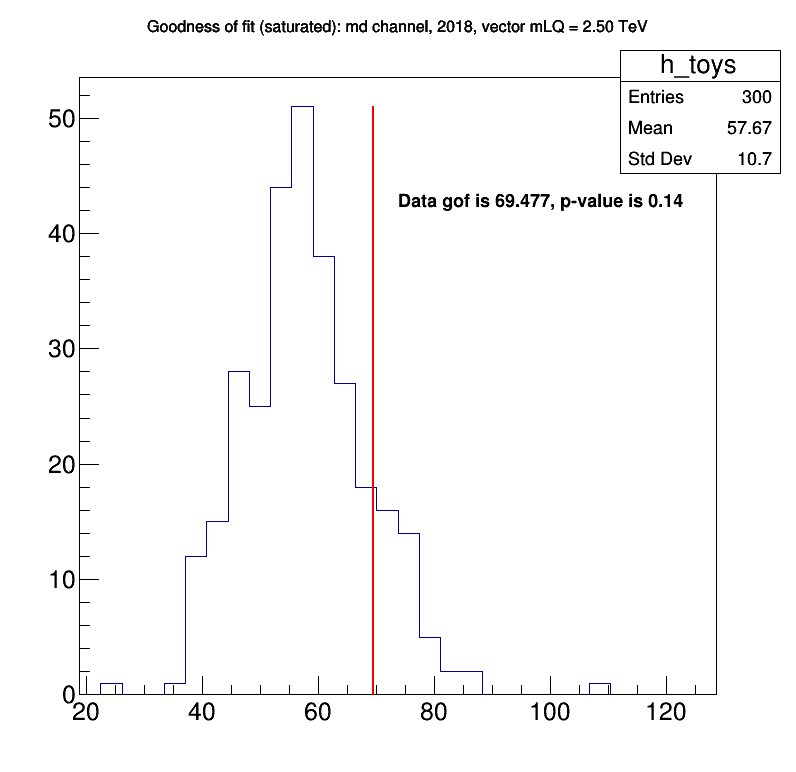 Goodness of fit (saturated): md channel, 2018, vector mLQ = 2.50 TeV
h_toys
Entries 300
Mean 57.67
Std Dev 10.7
Data gof is 69.477, p-value is 0.14
50
40
30
20
10
0
20 40 60 80 100 120